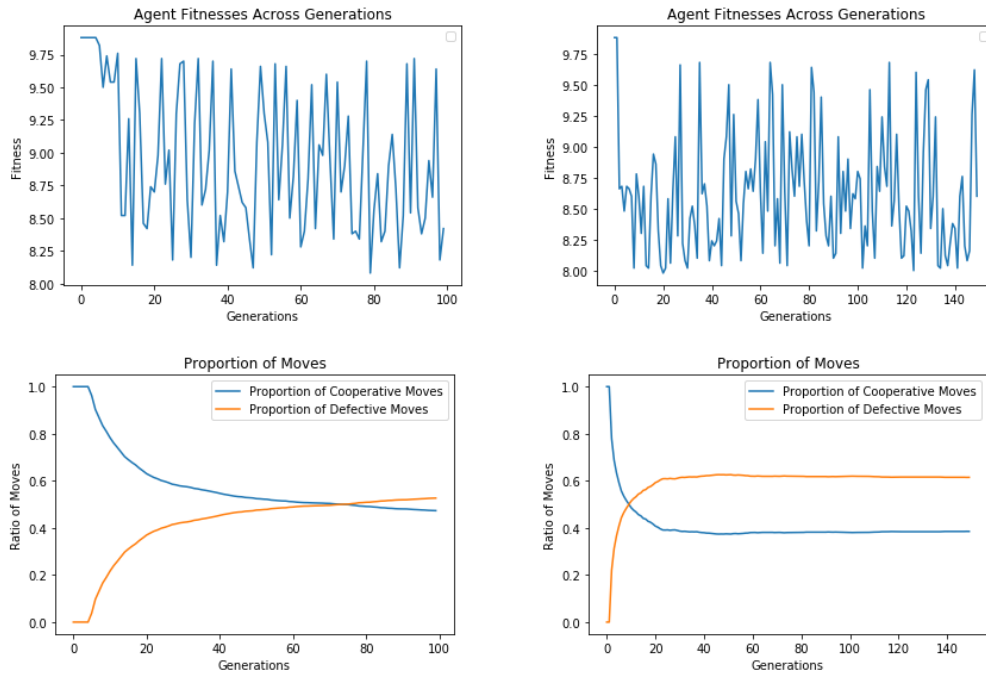 Agent Fitnesses Across Generations
9.75
9.50
9.25
9.00
8.75
8.50
8.25
8.00
Fitness
0 20 40 60 80 100
Generations
Agent Fitnesses Across Generations
9.75
9.50
9.25
9.00
8.75
8.50
8.25
8.00
Fitness
0 20 40 60 80 100 120 140
Generations
Proportion of Moves
Proportion of Cooperative Moves
Proportion of Defective Moves
1.0
0.8
0.6
0.4
0.2
0.0
Ratio of Moves
0 20 40 60 80 100
Generations
Proportion of Moves
Proportion of Cooperative Moves
Proportion of Defective Moves
1.0
0.8
0.6
0.4
0.2
0.0
Ratio of Moves
0 20 40 60 80 100 120 140
Generations